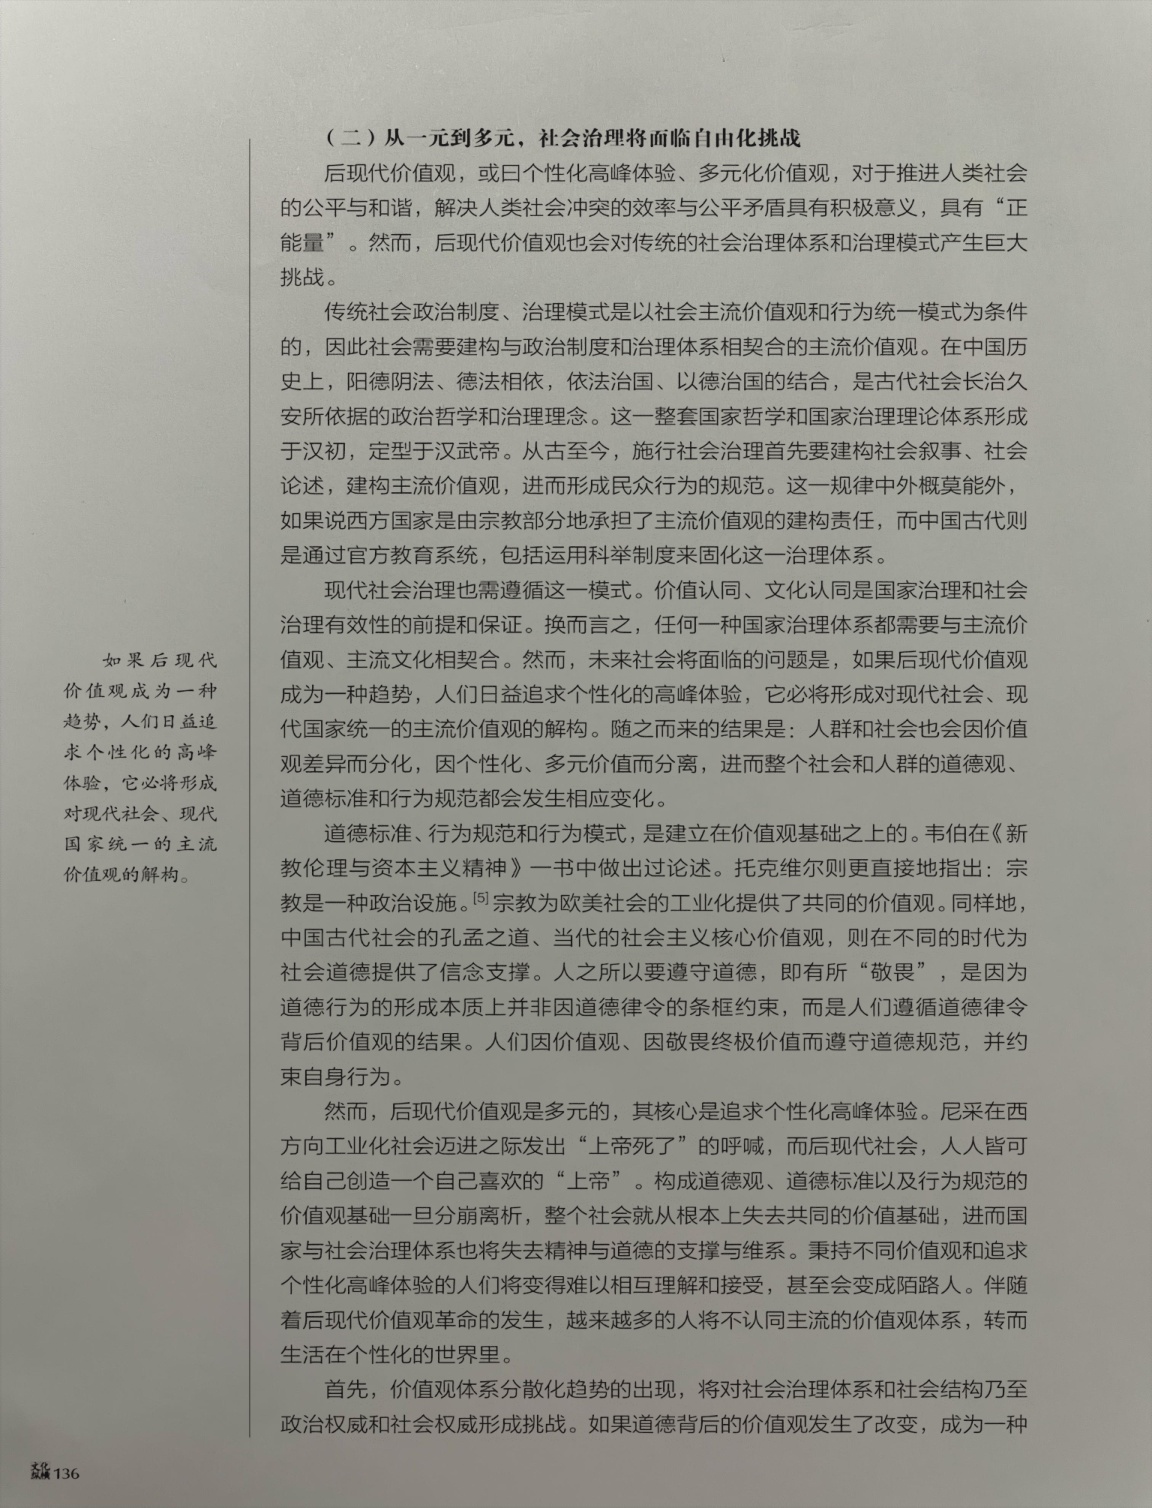 （二）从一元到多元，社会治理将面临自由化挑战
后现代价值观，或曰个性化高峰体验、多元化价值观，对于推进人类社会
的公平与和谐，解决人类社会冲突的效率与公平矛盾具有积极意义，具有“正
能量”。然而，后现代价值观也会对传统的社会治理体系和治理模式产生巨大
挑战。
传统社会政治制度、治理模式是以社会主流价值观和行为统一模式为条件
的，因此社会需要建构与政治制度和治理体系相契合的主流价值观。在中国历
史上，阳德阴法、德法相依，依法治国、以德治国的结合，是古代社会长治久
安所依据的政治哲学和治理理念。这一整套国家哲学和国家治理理论体系形成
于汉初，定型于汉武帝。从古至今，施行社会治理首先要建构社会叙事、社会
论述，建构主流价值观，进而形成民众行为的规范。这一规律中外概莫能外，
如果说西方国家是由宗教部分地承担了主流价值观的建构责任，而中国古代则
是通过官方教育系统，包括运用科举制度来固化这一治理体系。
现代社会治理也需遵循这一模式。价值认同、文化认同是国家治理和社会
治理有效性的前提和保证。换而言之，任何一种国家治理体系都需要与主流价
值观、主流文化相契合。然而，未来社会将面临的问题是，如果后现代价值观
成为一种趋势，人们日益追求个性化的高峰体验，它必将形成对现代社会、现
代国家统一的主流价值观的解构。随之而来的结果是：人群和社会也会因价值
观差异而分化，因个性化、多元价值而分离，进而整个社会和人群的道德观、
道德标准和行为规范都会发生相应变化。
道德标准、行为规范和行为模式，是建立在价值观基础之上的。韦伯在《新
教伦理与资本主义精神》一书中做出过论述。托克维尔则更直接地指出：宗
教是一种政治设施。[5]宗教为欧美社会的工业化提供了共同的价值观。同样地，
中国古代社会的孔孟之道、当代的社会主义核心价值观，则在不同的时代为
社会道德提供了信念支撑。人之所以要遵守道德，即有所“敬畏”，是因为
道德行为的形成本质上并非因道德律令的条框约束，而是人们遵循道德律令
背后价值观的结果。人们因价值观、因敬畏终极价值而遵守道德规范，并约
束自身行为。
然而，后现代价值观是多元的，其核心是追求个性化高峰体验。尼采在西
方向工业化社会迈进之际发出“上帝死了”的呼喊，而后现代社会，人人皆可
给自己创造一个自己喜欢的“上帝”。构成道德观、道德标准以及行为规范的
价值观基础一旦分崩离析，整个社会就从根本上失去共同的价值基础，进而国
家与社会治理体系也将失去精神与道德的支撑与维系。秉持不同价值观和追求
个性化高峰体验的人们将变得难以相互理解和接受，甚至会变成陌路人。伴随
着后现代价值观革命的发生，越来越多的人将不认同主流的价值观体系，转而
生活在个性化的世界里。
首先，价值观体系分散化趋势的出现，将对社会治理体系和社会结构乃至
政治权威和社会权威形成挑战。如果道德背后的价值观发生了改变，成为一种
如果后现代
价值观成为一种
趋势，人们日益追
求个性化的高峰
体验，它必将形成
对现代社会、现代
国家统一的主流
价值观的解构。
文化
纵横 136